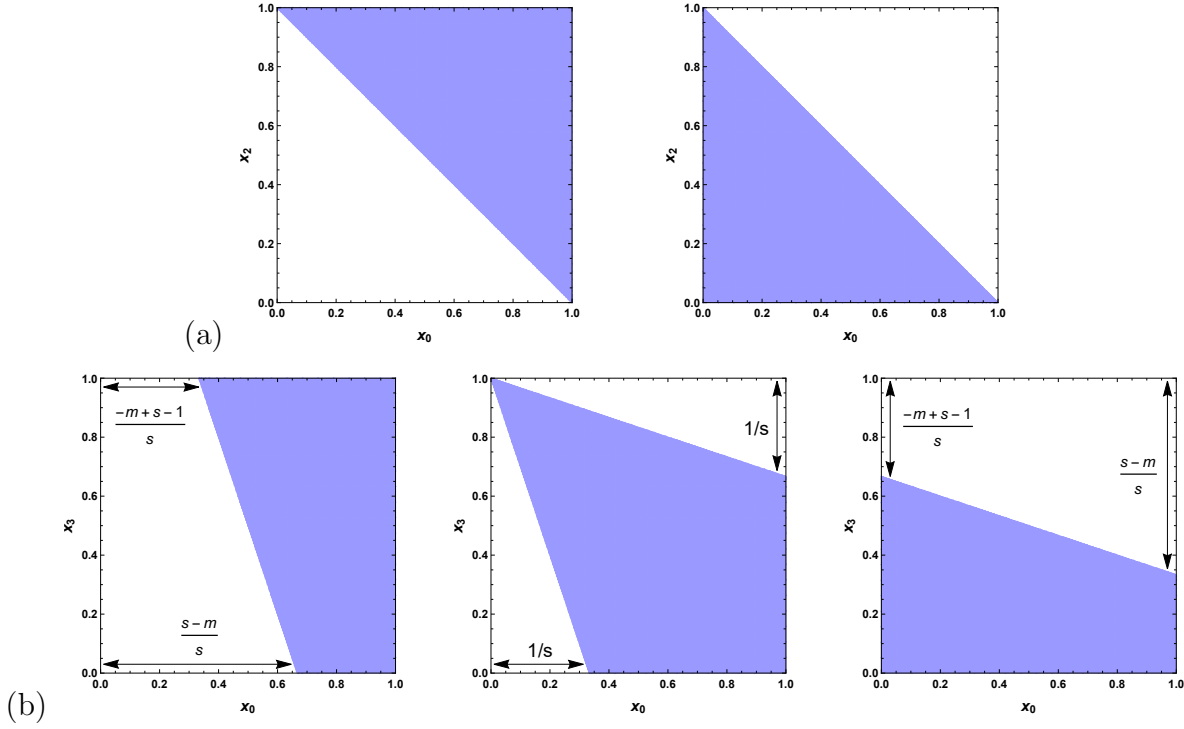 1.0 1.0
0.8 0.8
0.6 0.6
x₂ x₂
0.4 0.4
0.2 0.2
0.0 0.0
0.0 0.2 0.4 0.6 0.8 1.0 0.0 0.2 0.4 0.6 0.8 1.0
(a) x₀ x₀
1.0 1.0 1.0
-m + s - 1 / s 1/s -m + s - 1 / s
0.8 0.8 0.8
s - m / s
0.6 0.6 0.6
x₃ x₃ x₃
0.4 0.4 0.4
0.2 0.2 0.2
s - m / s 1/s
0.0 0.0 0.0
0.0 0.2 0.4 0.6 0.8 1.0 0.0 0.2 0.4 0.6 0.8 1.0 0.0 0.2 0.4 0.6 0.8 1.0
(b) x₀ x₀ x₀